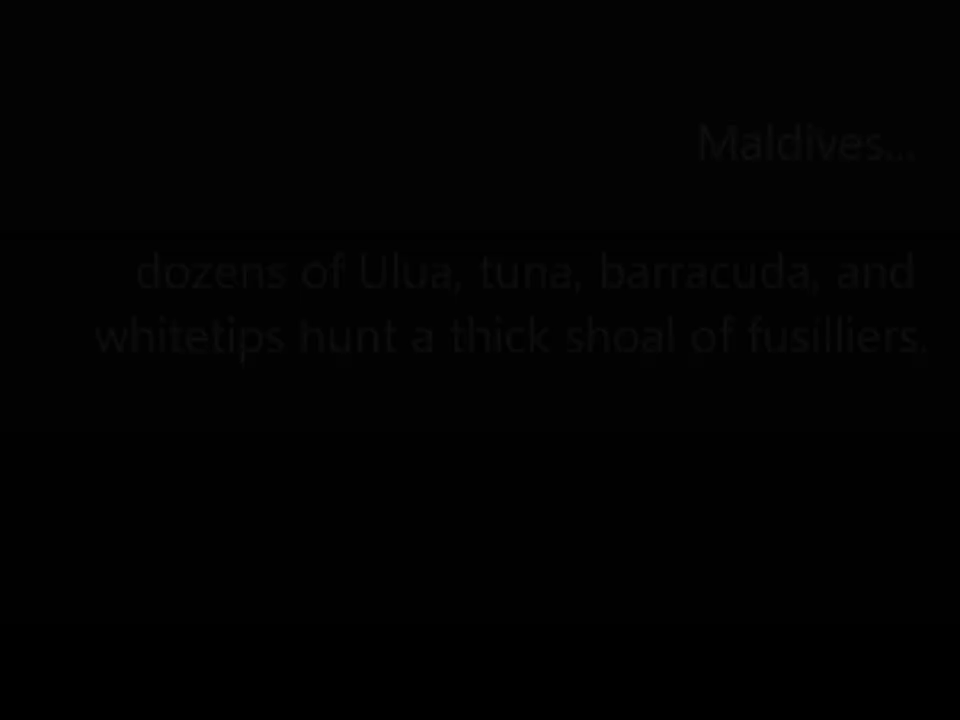 Maldives...
dozens of Ulua, tuna, barracuda, and
whitetips hunt a thick shoal of fusilliers.